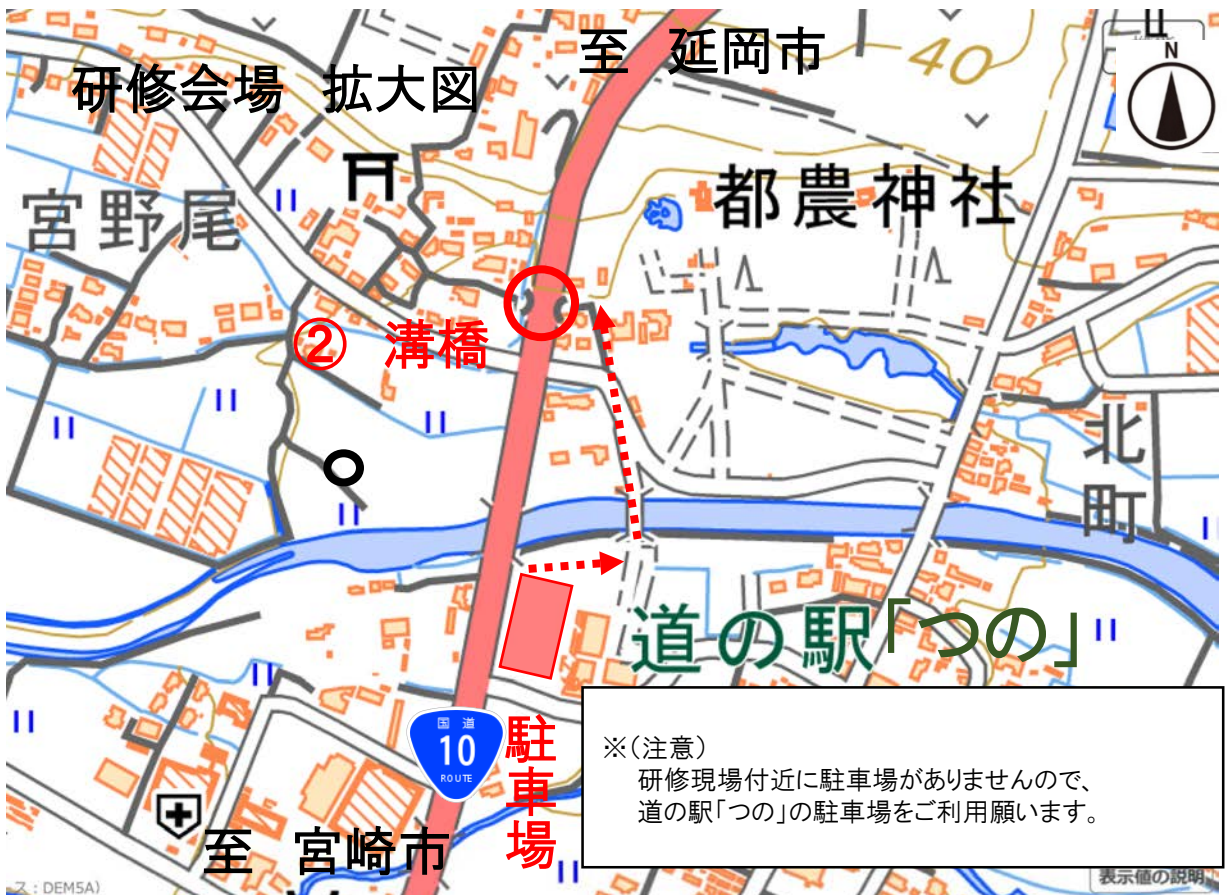 至 延岡市
40
N
研修会場 拡大図
都農神社
宮野尾
② 溝橋
北町
道の駅「つの」
国道
10
ROUTE
駐車場
※(注意)
研修現場付近に駐車場がありませんので、
道の駅「つの」の駐車場をご利用願います。
至 宮崎市
ス:DEM5A)
表示値の説明